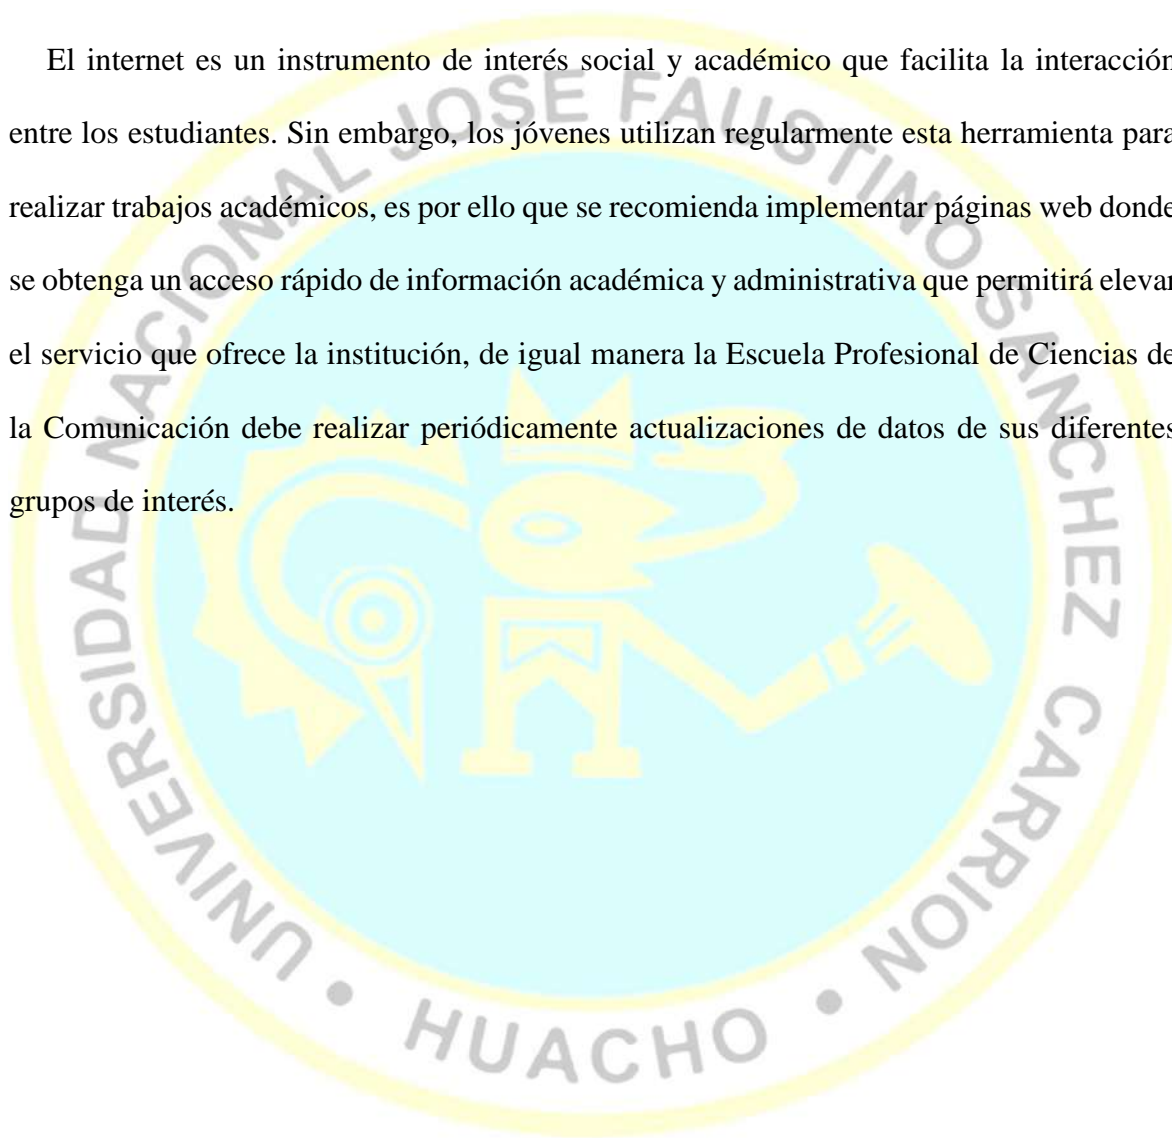 El internet es un instrumento de interés social y académico que facilita la interacción
entre los estudiantes. Sin embargo, los jóvenes utilizan regularmente esta herramienta para
realizar trabajos académicos, es por ello que se recomienda implementar páginas web donde
se obtenga un acceso rápido de información académica y administrativa que permitirá elevar
el servicio que ofrece la institución, de igual manera la Escuela Profesional de Ciencias de
la Comunicación debe realizar periódicamente actualizaciones de datos de sus diferentes
grupos de interés.
UNIVERSIDAD NACIONAL JOSE FAUSTINO SANCHEZ CARRION
• HUACHO •